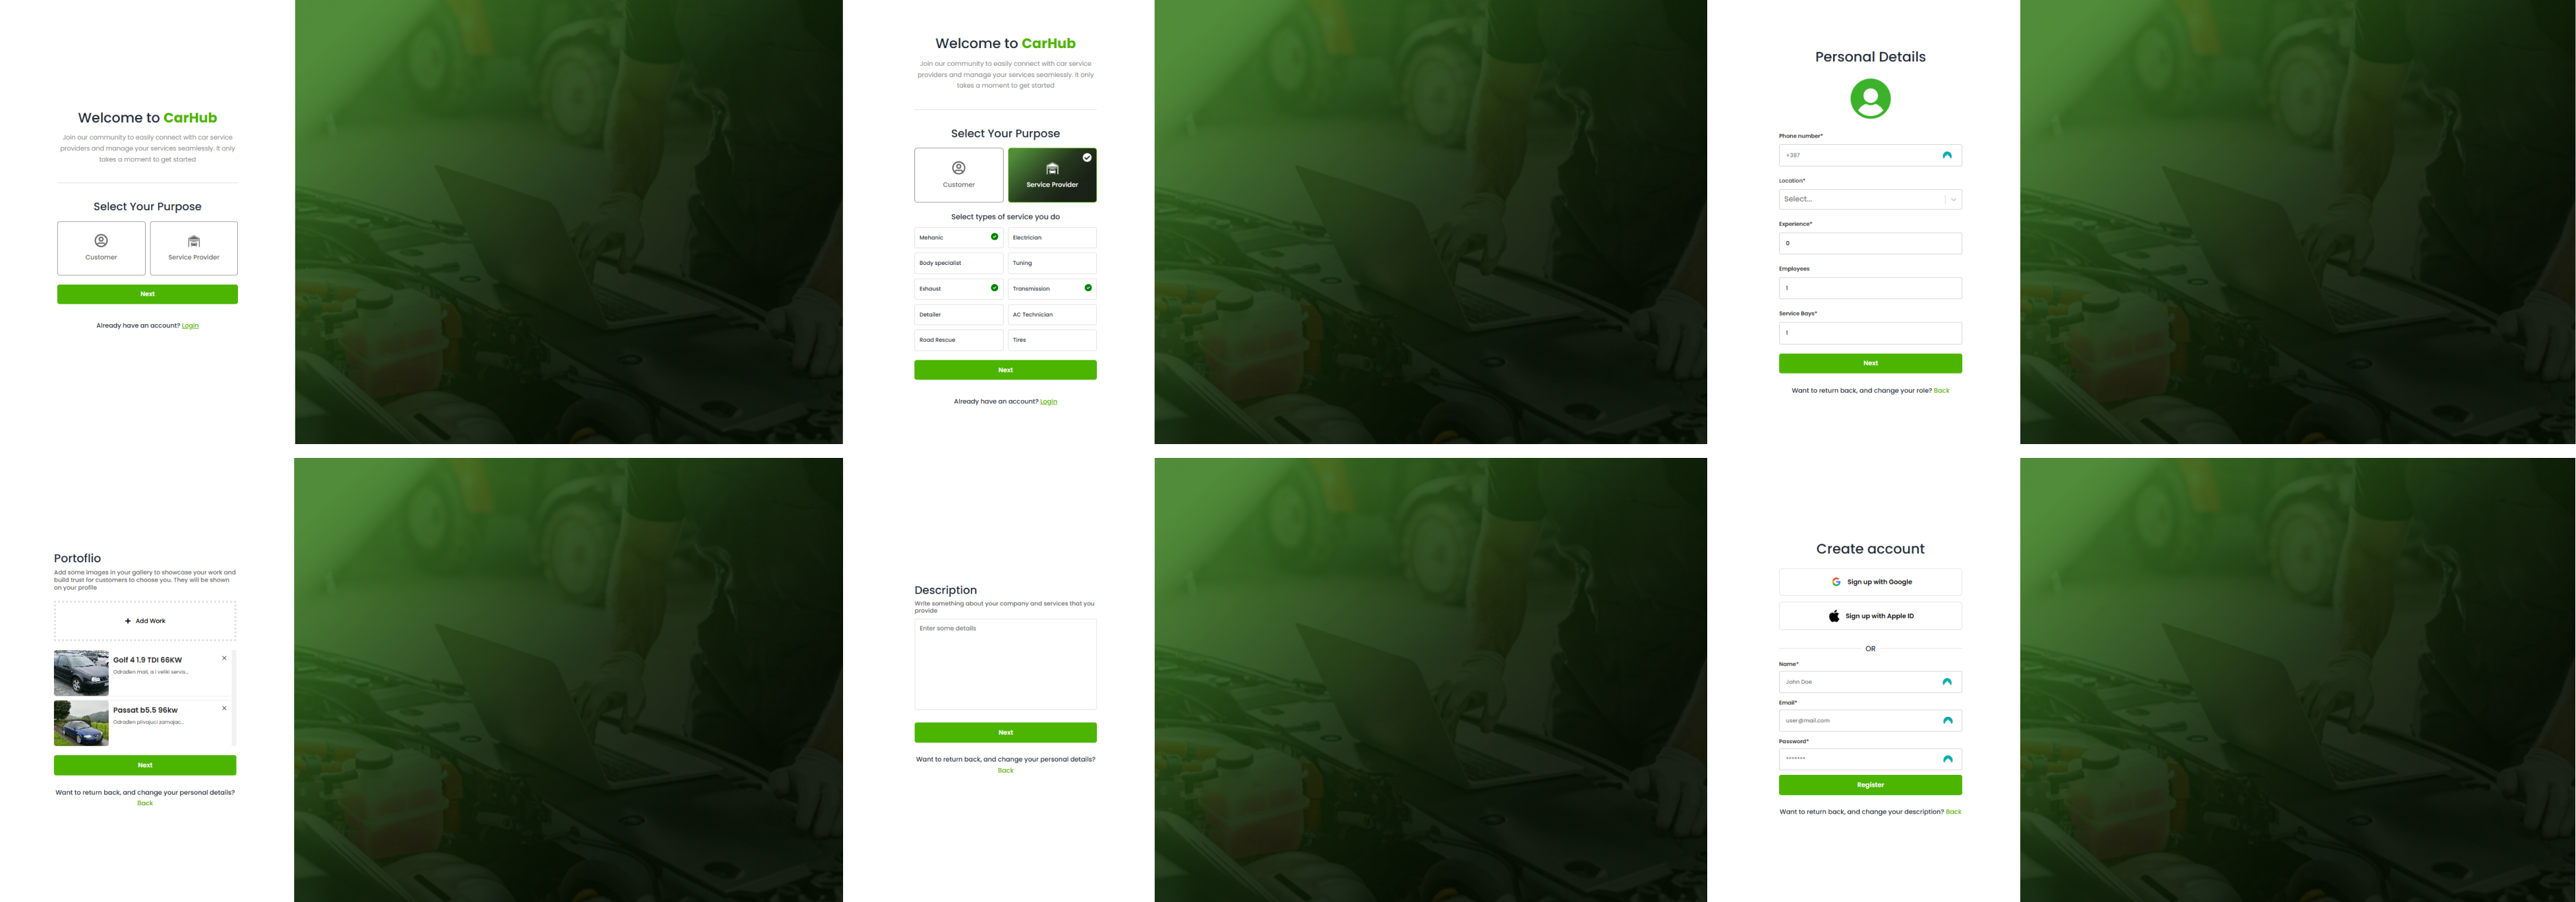 Welcome to CarHub
Join our community to easily connect with car service
providers and manage your services seamlessly. It only
takes a moment to get started
Select Your Purpose
Customer
Service Provider
Next
Already have an account? Login
Welcome to CarHub
Join our community to easily connect with car service
providers and manage your services seamlessly. It only
takes a moment to get started
Select Your Purpose
Customer
Service Provider
Select types of service you do
Mehanic
Electrician
Body specialist
Tuning
Exhaust
Transmission
Detailer
AC Technician
Road Rescue
Tires
Next
Already have an account? Login
Personal Details
Phone number*
+387
Location*
Select...
Experience*
0
Employees
1
Service Bays*
1
Next
Want to return back, and change your role? Back
Portoflio
Add some images in your gallery to showcase your work and
build trust for customers to choose you. They will be shown
on your profile
+ Add Work
Golf 4 1.9 TDI 66KW
Odrađen mali, a i veliki servis...
Passat b5.5 96kw
Odrađen plivajuci zamajac...
Next
Want to return back, and change your personal details?
Back
Description
Write something about your company and services that you
provide
Enter some details
Next
Want to return back, and change your personal details?
Back
Create account
Sign up with Google
Sign up with Apple ID
OR
Name*
John Doe
Email*
user@mail.com
Password*
*******
Register
Want to return back, and change your description? Back